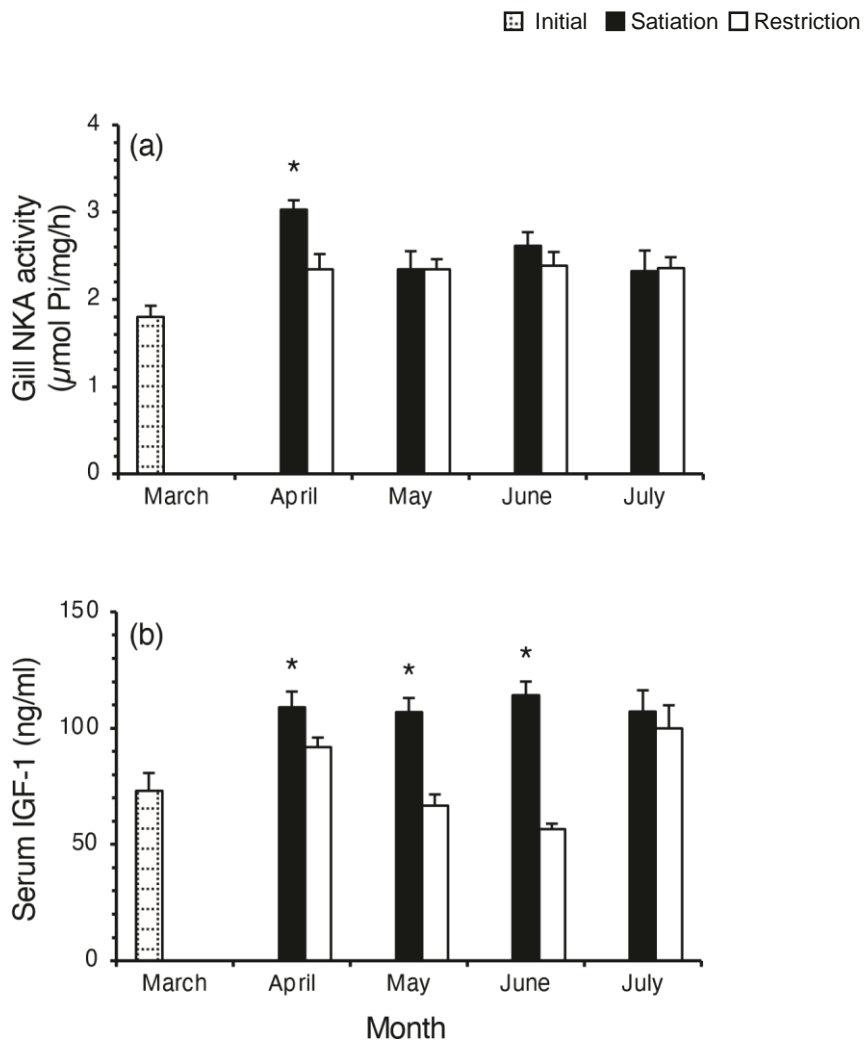 Initial Satiation Restriction
(a)
4
3
2
1
0
*
Gill NKA activity
(µmol Pi/mg/h)
March April May June July
(b)
150
100
50
0
* * *
Serum IGF-1 (ng/ml)
March April May June July
Month